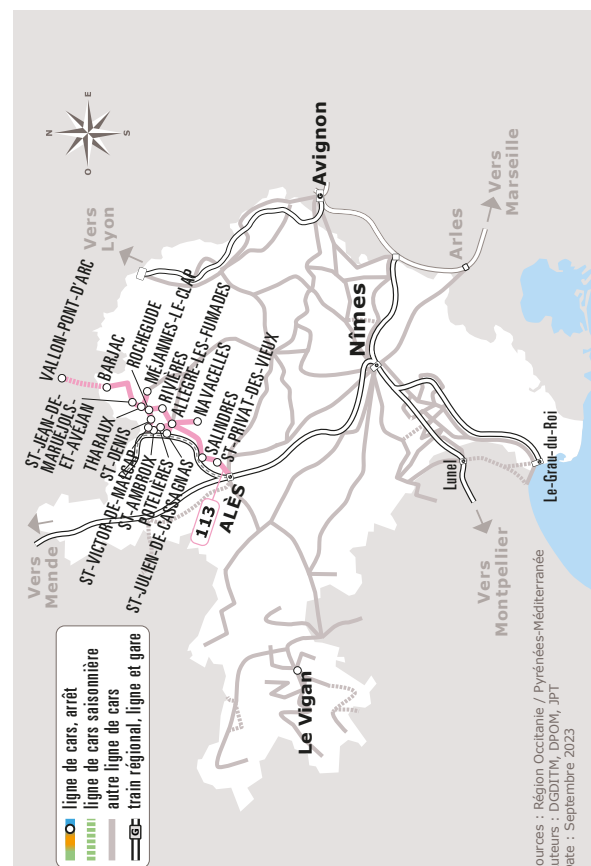 N
E
S
O
Vers
Lyon
Avignon
Vers
Marseille
Arles
VALLON-PONT-D'ARC
BARJAC
ROCHEGUDE
MÉJANNES-LE-CLAP
RIVIÈRES
ALLÈGRE-LES-FUMADES
NAVACELLES
SALINDRES
ST-PRIVAT-DES-VIEUX
ST-JEAN-DE-
MARUÉJOLS-
ET-AVÉJAN
THARAUX
ST-DENIS
ST-VICTOR-DE-MALCAP
ST-AMBROIX
POTELIÈRES
ST-JULIEN-DE-CASSAGNAS
113
ALÈS
Nîmes
Vers
Mende
Lunel
Le-Grau-du-Roi
Vers
Montpellier
Le Vigan
ligne de cars, arrêt
ligne de cars saisonnière
autre ligne de cars
G train régional, ligne et gare
G
ources : Région Occitanie / Pyrénées-Méditerranée
uteurs : DGDITM, DPOM, JPT
ate : Septembre 2023